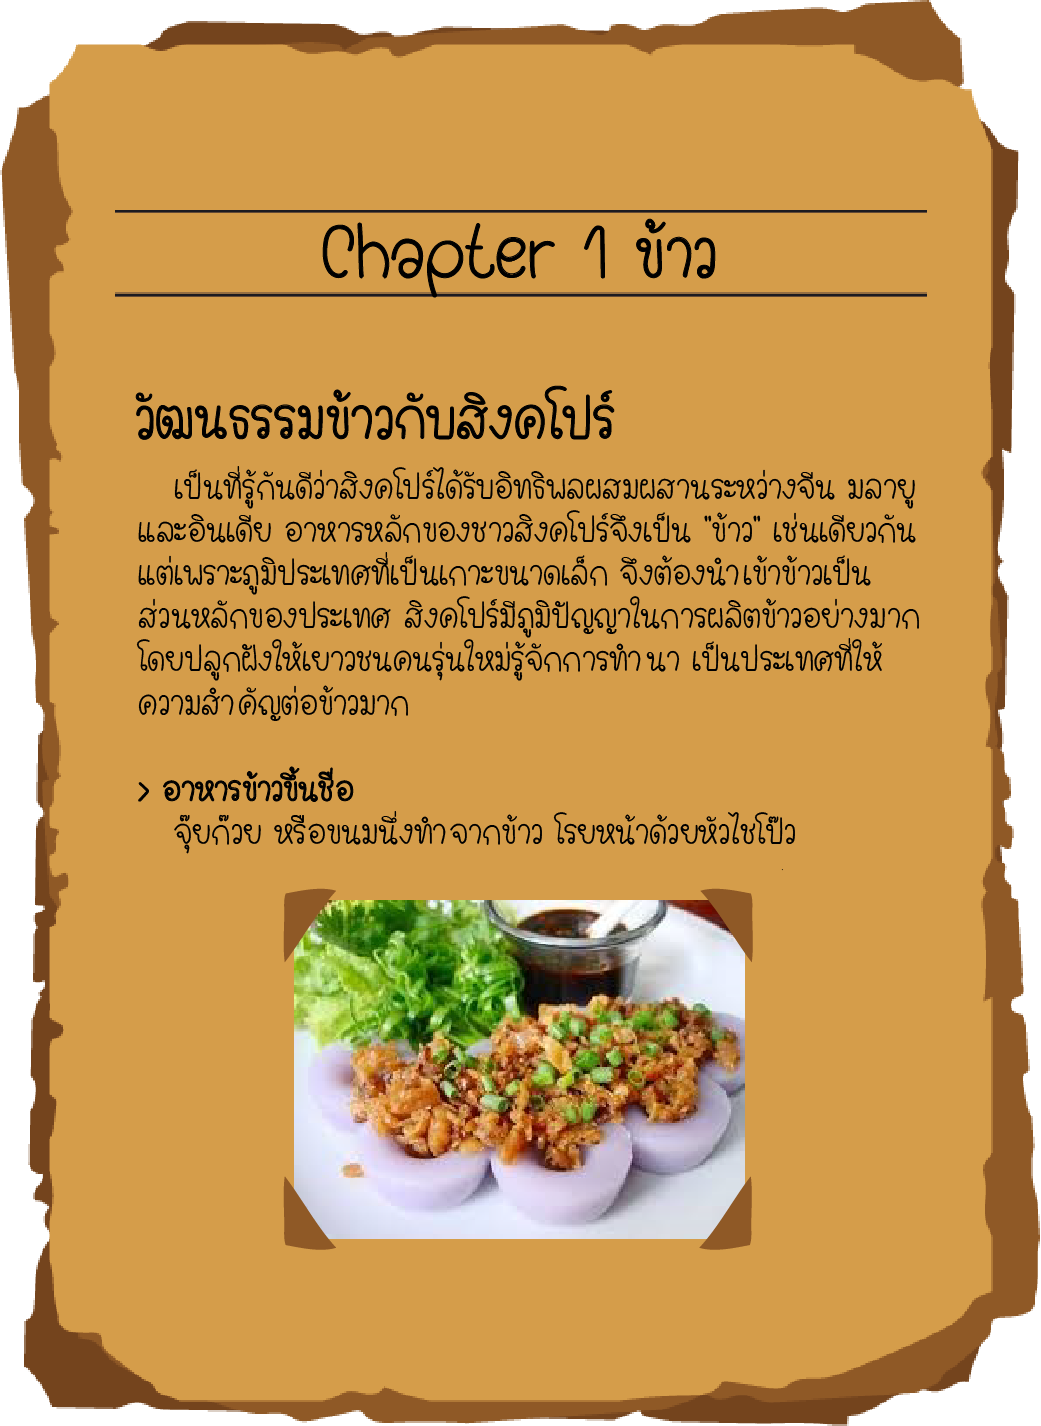 Chapter 1 ข้าว
วัฒนธรรมข้าวกับสิงคโปร์
เป็นที่รู้กันดีว่าสิงคโปร์ได้รับอิทธิพลผสมผสานระหว่างจีน มลายู
และอินเดีย อาหารหลักของชาวสิงคโปร์จึงเป็น "ข้าว" เช่นเดียวกัน
แต่เพราะภูมิประเทศที่เป็นเกาะขนาดเล็ก จึงต้องนำเข้าข้าวเป็น
ส่วนหลักของประเทศ สิงคโปร์มีภูมิปัญญาในการผลิตข้าวอย่างมาก
โดยปลูกฝังให้เยาวชนคนรุ่นใหม่รู้จักการทำนา เป็นประเทศที่ให้
ความสำคัญต่อข้าวมาก
> อาหารข้าวขึ้นชื่อ
จุ๊ยก๊วย หรือขนมนึ่งทำจากข้าว โรยหน้าด้วยหัวไชโป๊ว